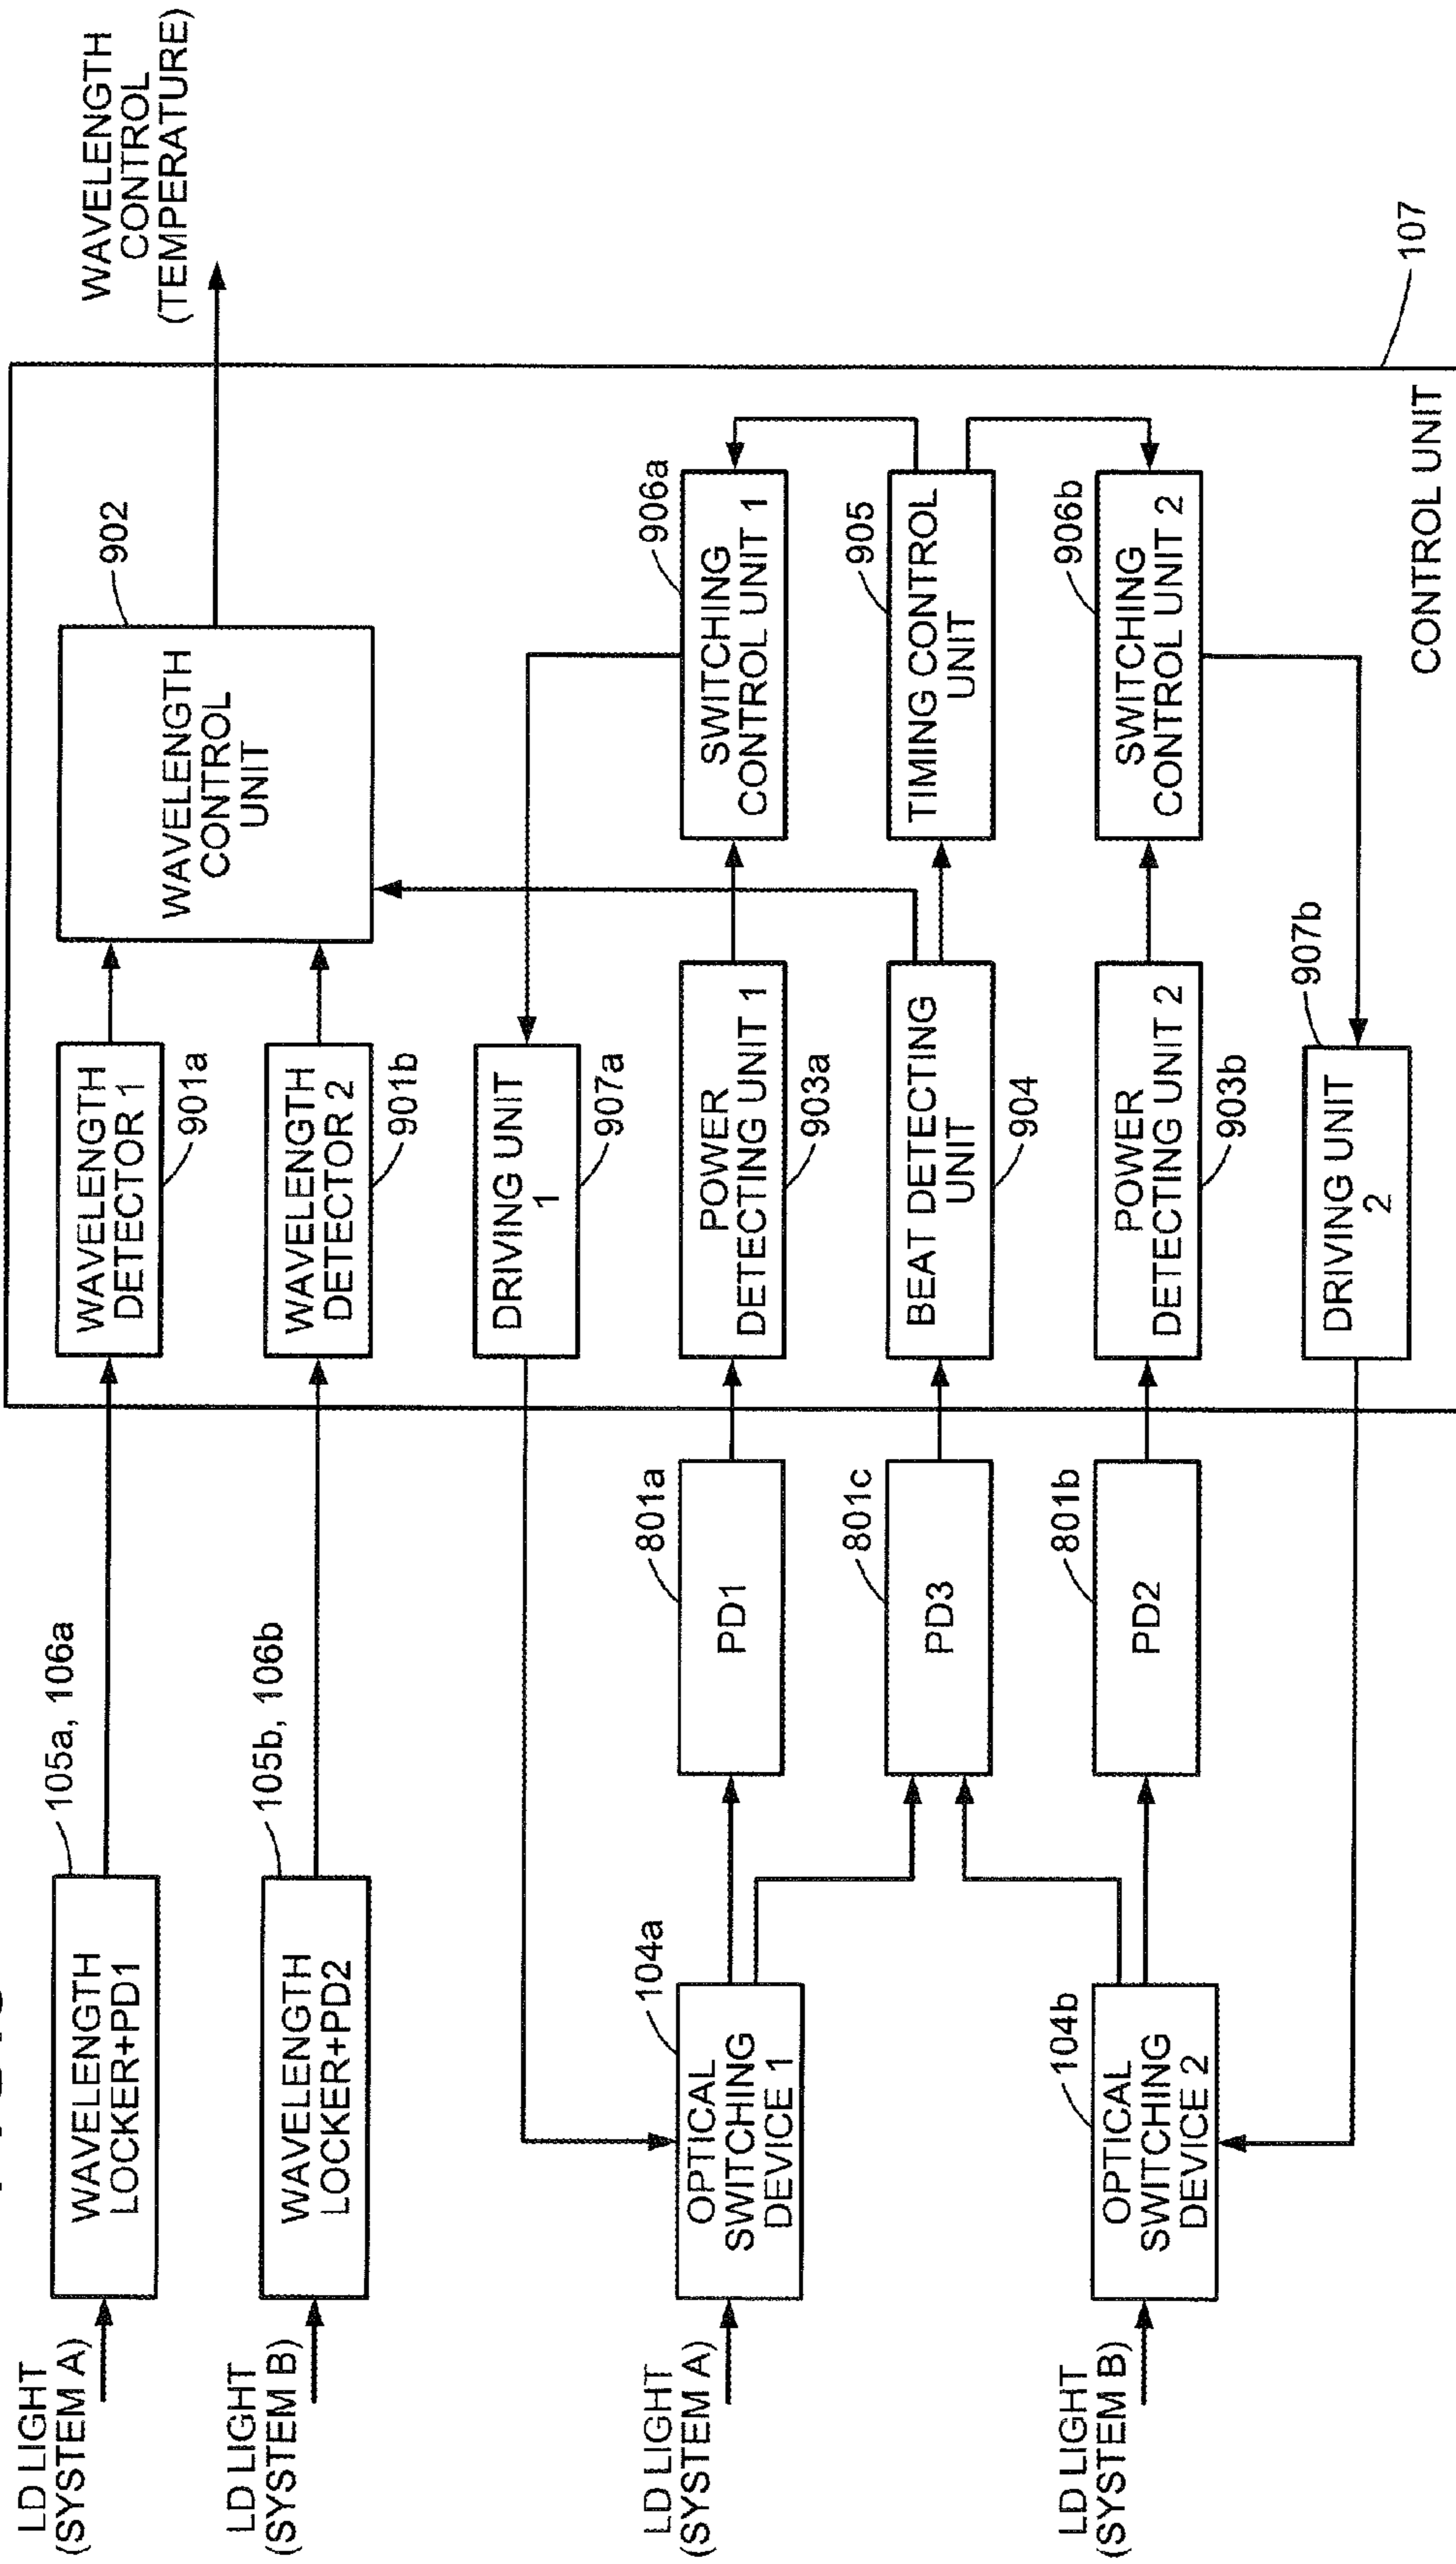 LD LIGHT
(SYSTEM A)
WAVELENGTH
LOCKER+PD1
105a, 106a
WAVELENGTH
DETECTOR 1
901a
WAVELENGTH
CONTROL
UNIT
902
WAVELENGTH
CONTROL
(TEMPERATURE)
LD LIGHT
(SYSTEM B)
WAVELENGTH
LOCKER+PD2
105b, 106b
WAVELENGTH
DETECTOR 2
901b
DRIVING UNIT
1
907a
LD LIGHT
(SYSTEM A)
OPTICAL
SWITCHING
DEVICE 1
104a
PD1
801a
POWER
DETECTING UNIT 1
903a
SWITCHING
CONTROL UNIT 1
906a
PD3
801c
BEAT DETECTING
UNIT
904
TIMING CONTROL
UNIT
905
LD LIGHT
(SYSTEM B)
OPTICAL
SWITCHING
DEVICE 2
104b
PD2
801b
POWER
DETECTING UNIT 2
903b
SWITCHING
CONTROL UNIT 2
906b
DRIVING UNIT
2
907b
CONTROL UNIT
107